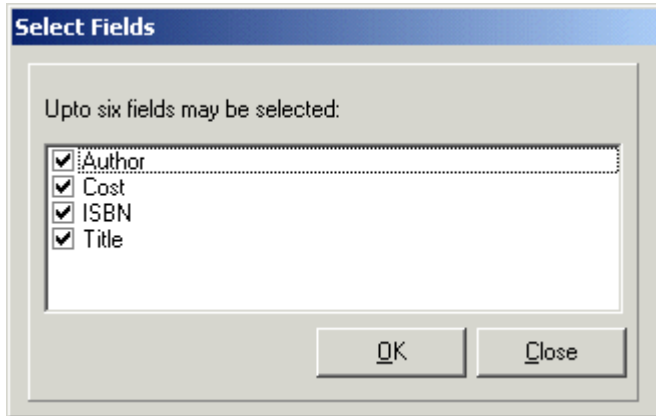 Select Fields
Upto six fields may be selected:
Author
Cost
ISBN
Title
OK Close